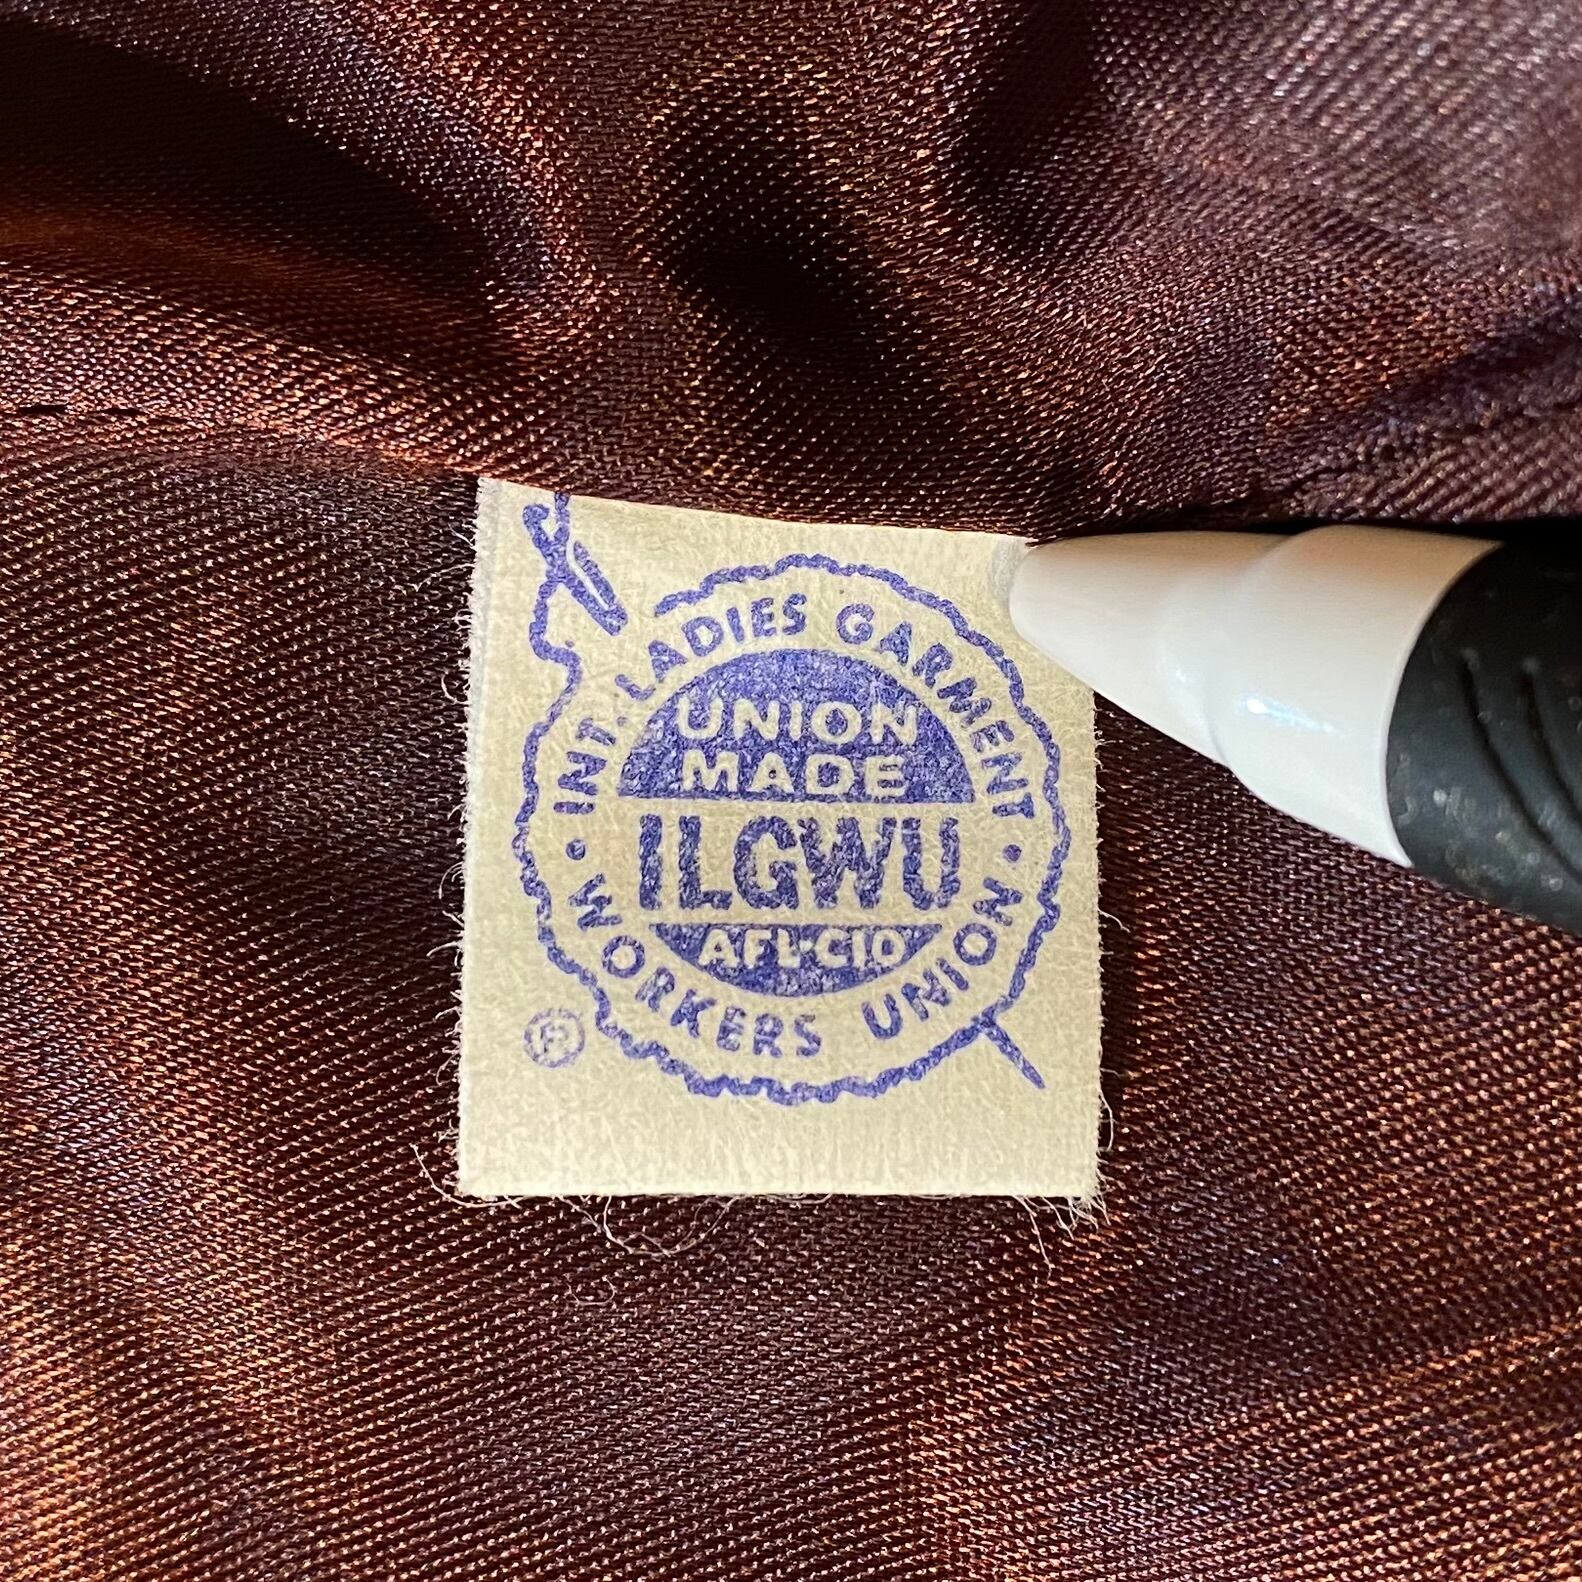 INT. LADIES GARMENT
UNION
MADE
ILGWU
AFL-CIO
WORKERS UNION
®